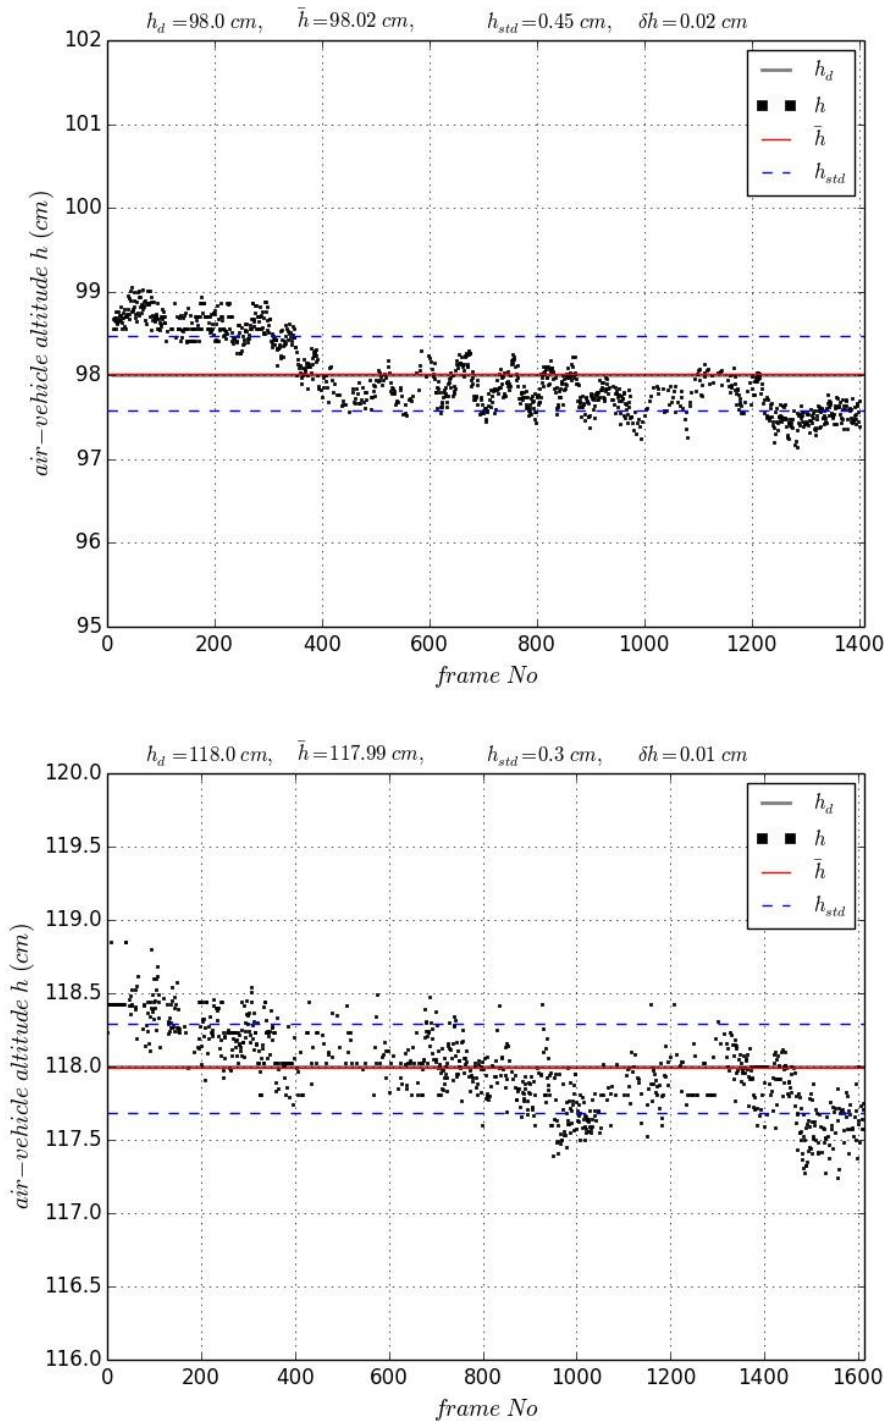 h_d = 98.0 cm, h̄ = 98.02 cm, h_std = 0.45 cm, δh = 0.02 cm
102
101
100
99
98
97
96
95
air−vehicle altitude h (cm)
h_d
h
h̄
h_std
0 200 400 600 800 1000 1200 1400
frame No
h_d = 118.0 cm, h̄ = 117.99 cm, h_std = 0.3 cm, δh = 0.01 cm
120.0
119.5
119.0
118.5
118.0
117.5
117.0
116.5
116.0
air−vehicle altitude h (cm)
h_d
h
h̄
h_std
0 200 400 600 800 1000 1200 1400 1600
frame No